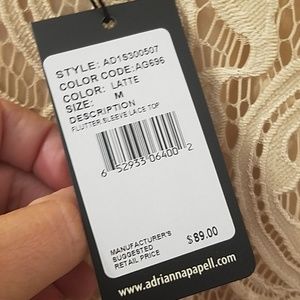 STYLE: AD1S300507
COLOR CODE:AG696
COLOR: LATTE
SIZE: M
DESCRIPTION
FLUTTER SLEEVE LACE TOP
6 52933 06400 2
MANUFACTURER'S
SUGGESTED
RETAIL PRICE $89.00
www.adriannapapell.com